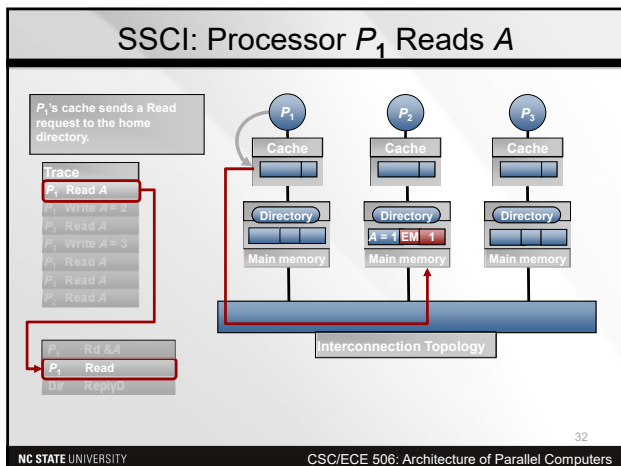 SSCI: Processor P1 Reads A
P1's cache sends a Read
request to the home
directory.
Trace
P1 Read A
P1 Write A = 2
P3 Read A
P3 Write A = 3
P1 Read A
P3 Read A
P2 Read A
P1 Rd &A
P1 Read
Dir ReplyD
P1
P2
P3
Cache
Cache
Cache
Directory
Directory
Directory
A = 1 EM 1
Main memory
Main memory
Main memory
Interconnection Topology
32
NC STATE UNIVERSITY
CSC/ECE 506: Architecture of Parallel Computers